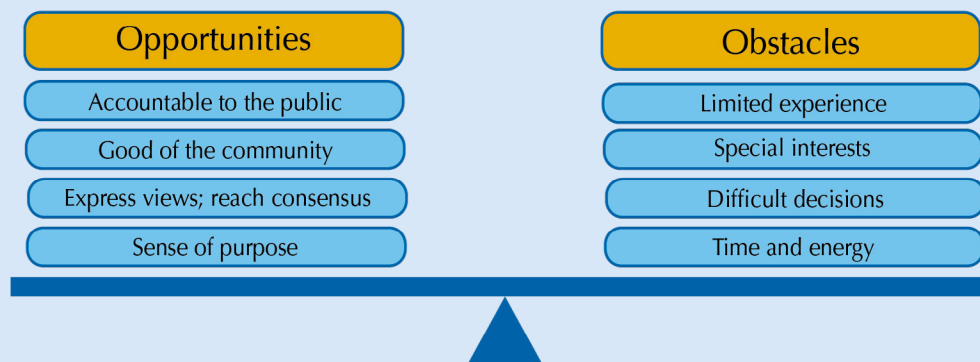 Opportunities
Accountable to the public
Good of the community
Express views; reach consensus
Sense of purpose
Obstacles
Limited experience
Special interests
Difficult decisions
Time and energy